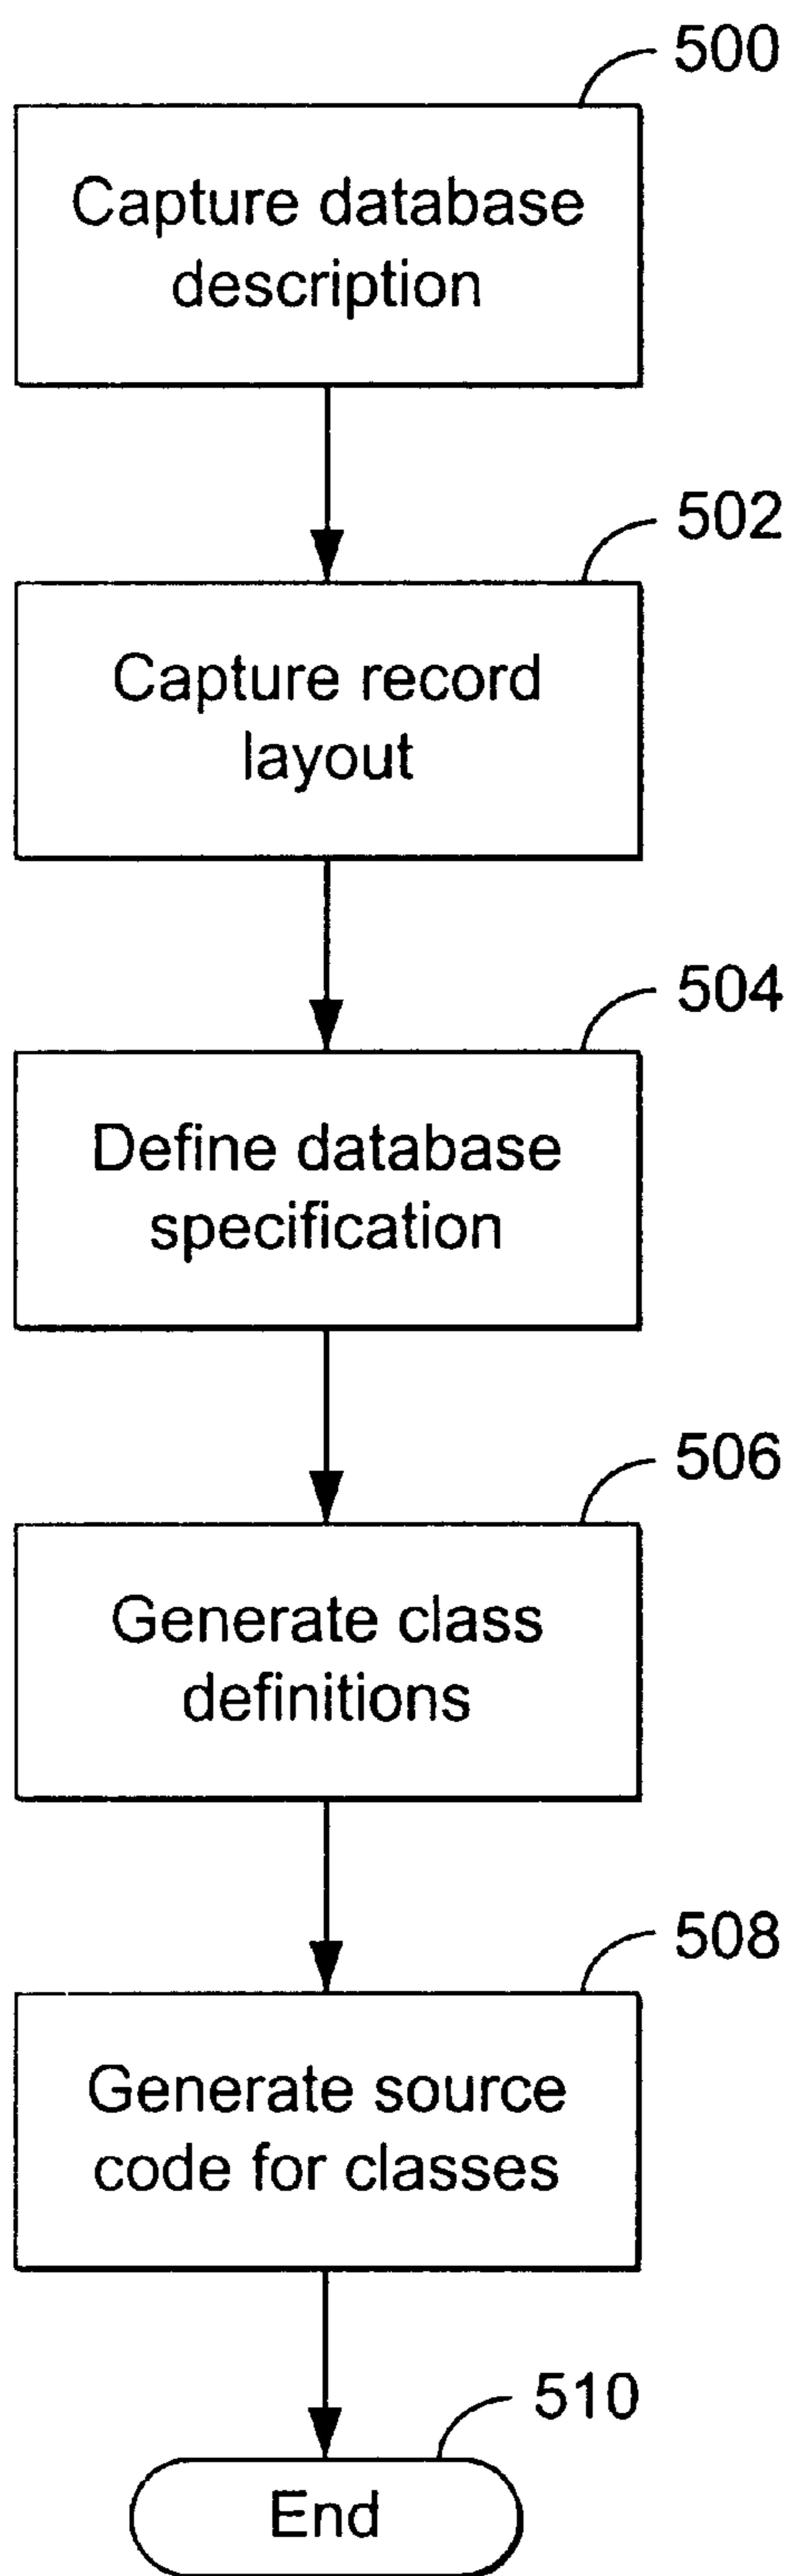 500
Capture database
description
502
Capture record
layout
504
Define database
specification
506
Generate class
definitions
508
Generate source
code for classes
510
End